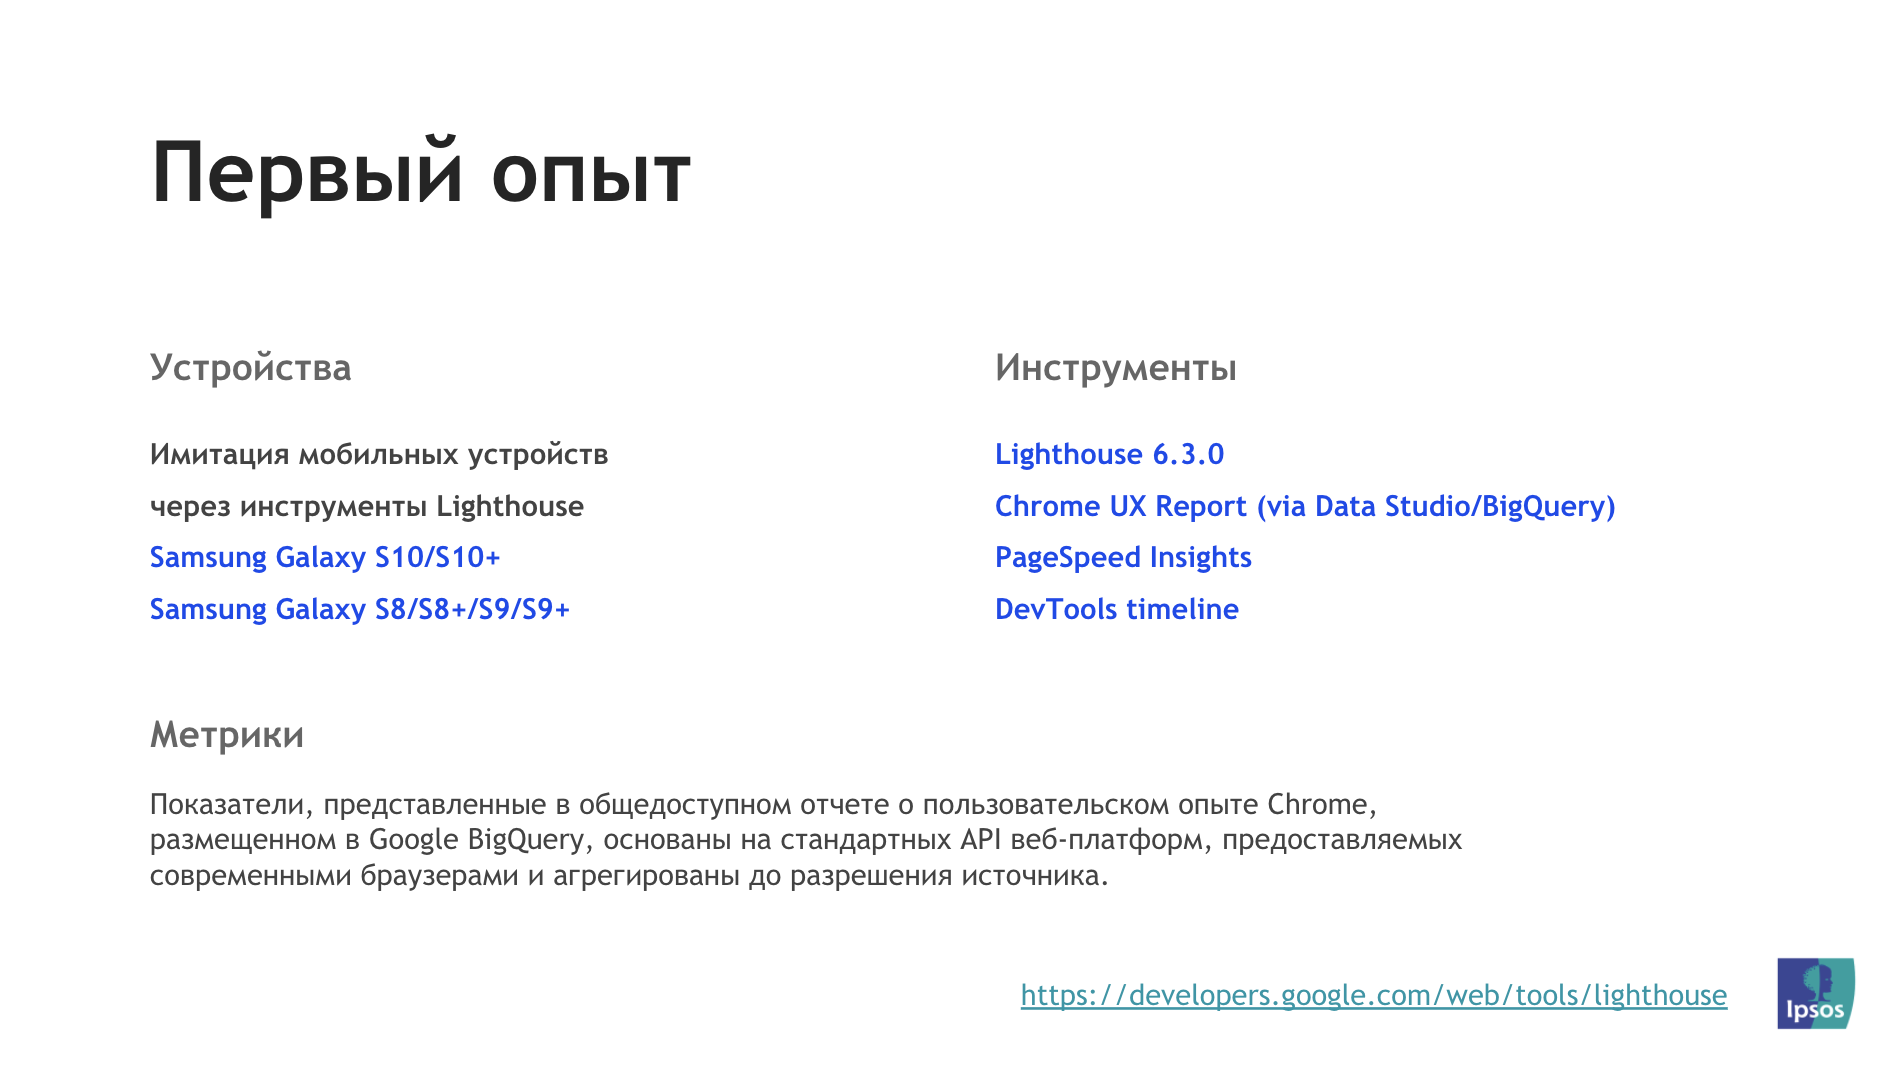 Первый опыт
Устройства
Имитация мобильных устройств
через инструменты Lighthouse
Samsung Galaxy S10/S10+
Samsung Galaxy S8/S8+/S9/S9+
Инструменты
Lighthouse 6.3.0
Chrome UX Report (via Data Studio/BigQuery)
PageSpeed Insights
DevTools timeline
Метрики
Показатели, представленные в общедоступном отчете о пользовательском опыте Chrome,
размещенном в Google BigQuery, основаны на стандартных API веб-платформ, предоставляемых
современными браузерами и агрегированы до разрешения источника.
https://developers.google.com/web/tools/lighthouse
Ipsos